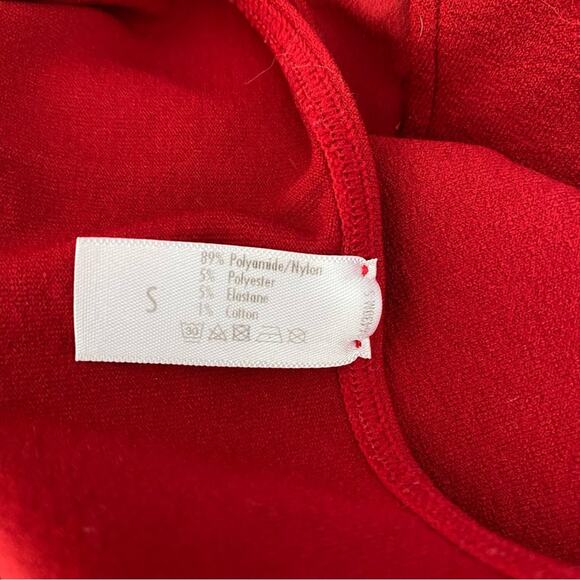 89% Polyamide/Nylon
5% Polyester
5% Elastane
1% Cotton
S
30